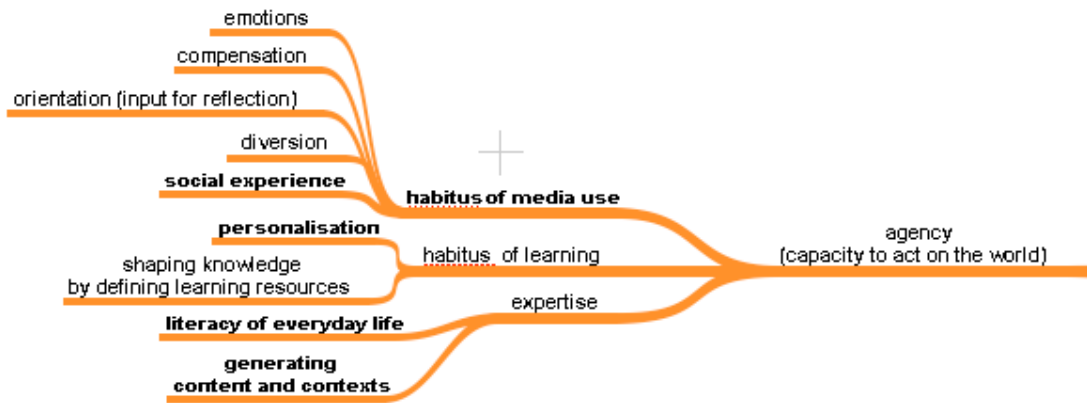 emotions
compensation
orientation (input for reflection)
diversion
social experience
habitus of media use
personalisation
shaping knowledge
by defining learning resources
habitus of learning
agency
(capacity to act on the world)
expertise
literacy of everyday life
generating
content and contexts